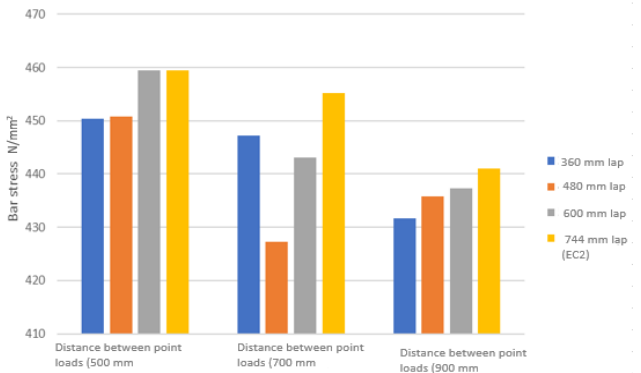 470
460
450
440
430
420
410
Bar stress N/mm²
Distance between point
loads (500 mm
Distance between point
loads (700 mm
Distance between point
loads (900 mm
360 mm lap
480 mm lap
600 mm lap
744 mm lap
(EC2)